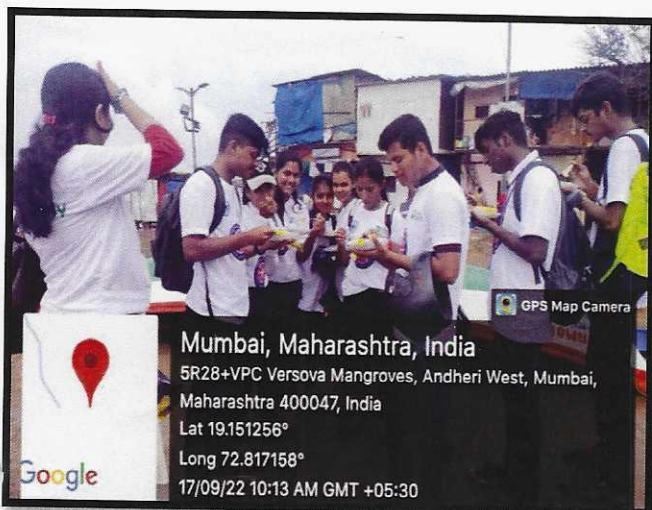 GPS Map Camera
Mumbai, Maharashtra, India
5R28+VPC Versova Mangroves, Andheri West, Mumbai,
Maharashtra 400047, India
Lat 19.151256°
Long 72.817158°
17/09/22 10:13 AM GMT +05:30
Google